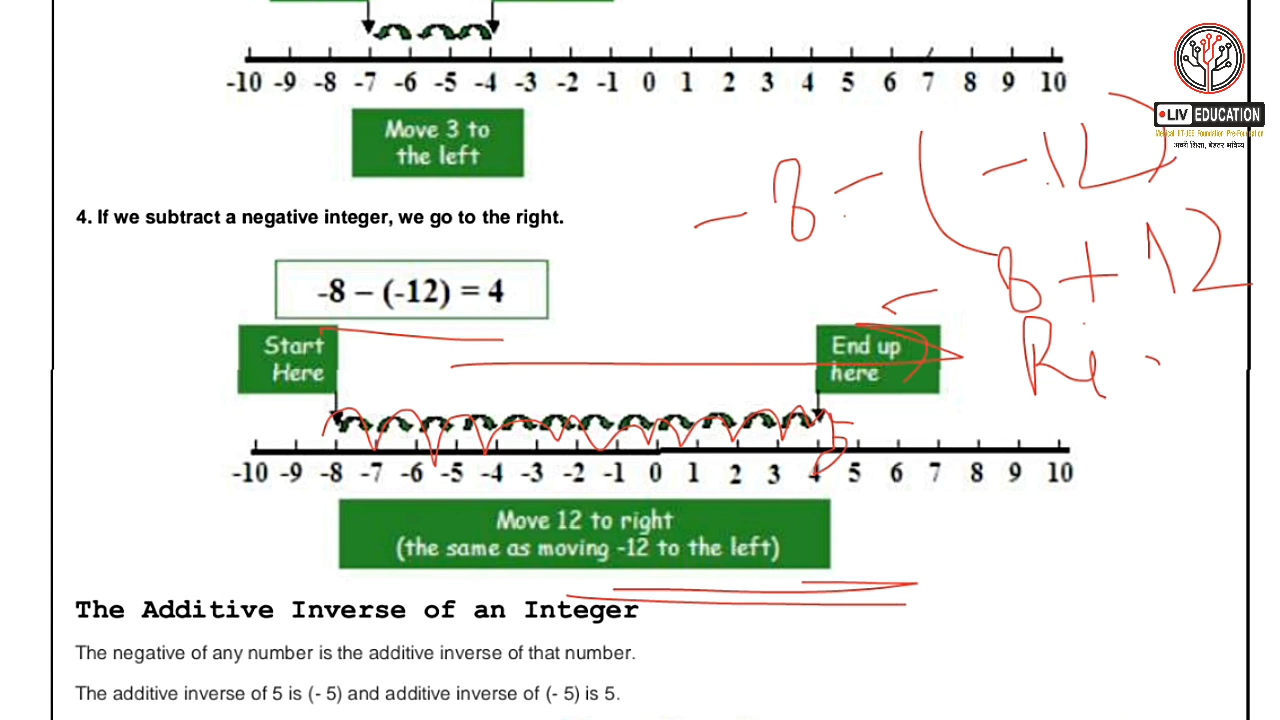 -10 -9 -8 -7 -6 -5 -4 -3 -2 -1 0 1 2 3 4 5 6 7 8 9 10
LIV EDUCATION
Medical IIT-JEE Foundation Pre-Foundation
Move 3 to
the left
- 8 - (-12)
4. If we subtract a negative integer, we go to the right.
- 8 + 12
-8 – (-12) = 4
Start
Here
End up
here
-10 -9 -8 -7 -6 -5 -4 -3 -2 -1 0 1 2 3 4 5 6 7 8 9 10
Move 12 to right
(the same as moving -12 to the left)
The Additive Inverse of an Integer
The negative of any number is the additive inverse of that number.
The additive inverse of 5 is (- 5) and additive inverse of (- 5) is 5.